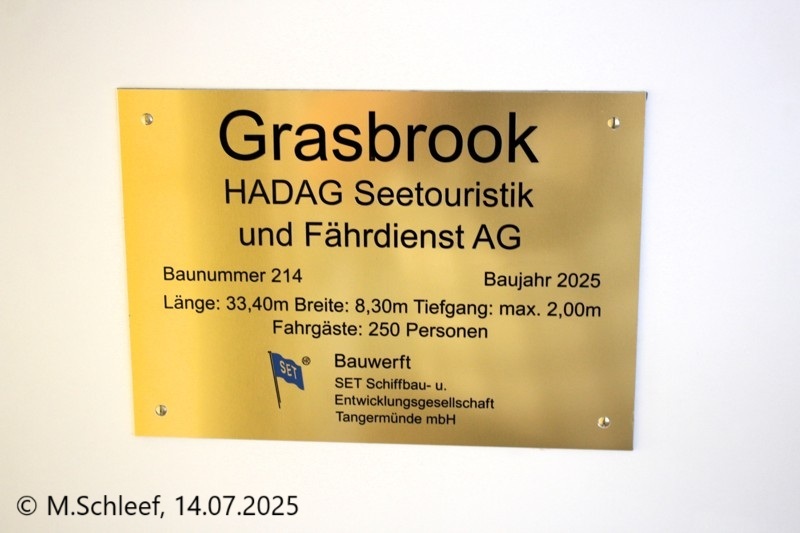 Grasbrook
HADAG Seetouristik
und Fährdienst AG
Baunummer 214 Baujahr 2025
Länge: 33,40m Breite: 8,30m Tiefgang: max. 2,00m
Fahrgäste: 250 Personen
SET ®
Bauwerft
SET Schiffbau- u.
Entwicklungsgesellschaft
Tangermünde mbH
© M.Schleef, 14.07.2025